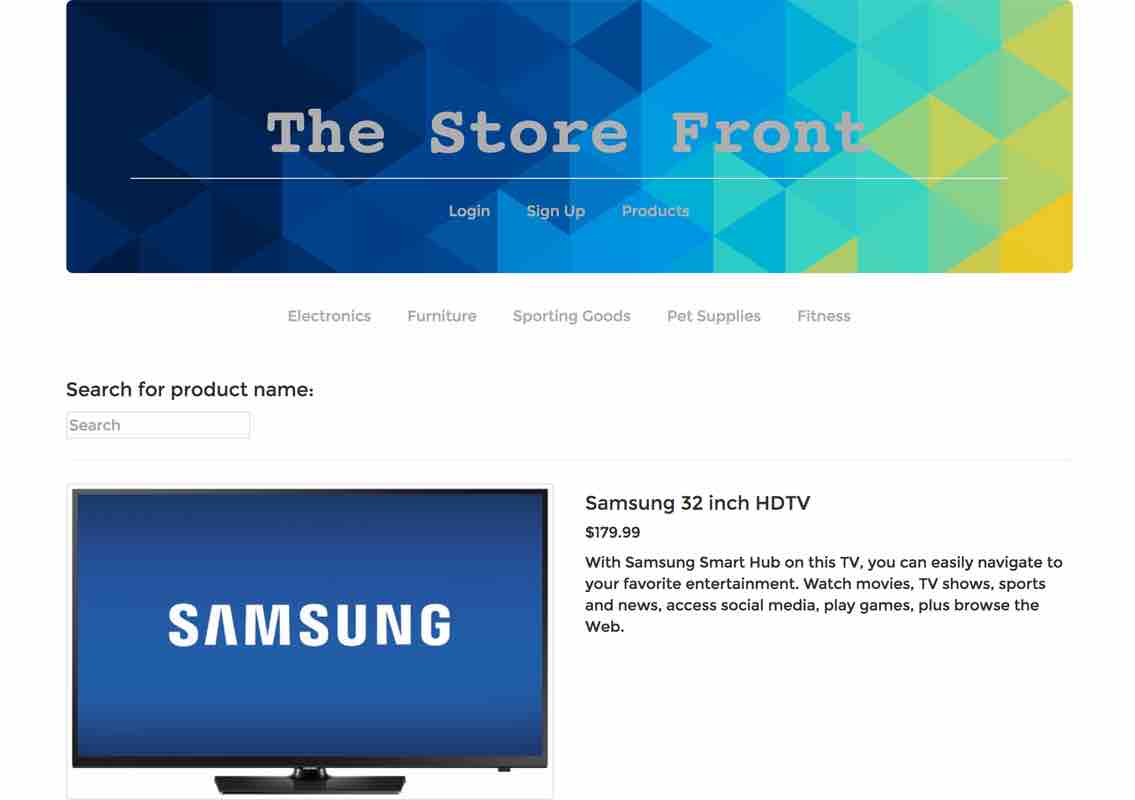 The Store Front
Login Sign Up Products
Electronics Furniture Sporting Goods Pet Supplies Fitness
Search for product name:
Search
SAMSUNG
Samsung 32 inch HDTV
$179.99
With Samsung Smart Hub on this TV, you can easily navigate to
your favorite entertainment. Watch movies, TV shows, sports
and news, access social media, play games, plus browse the
Web.